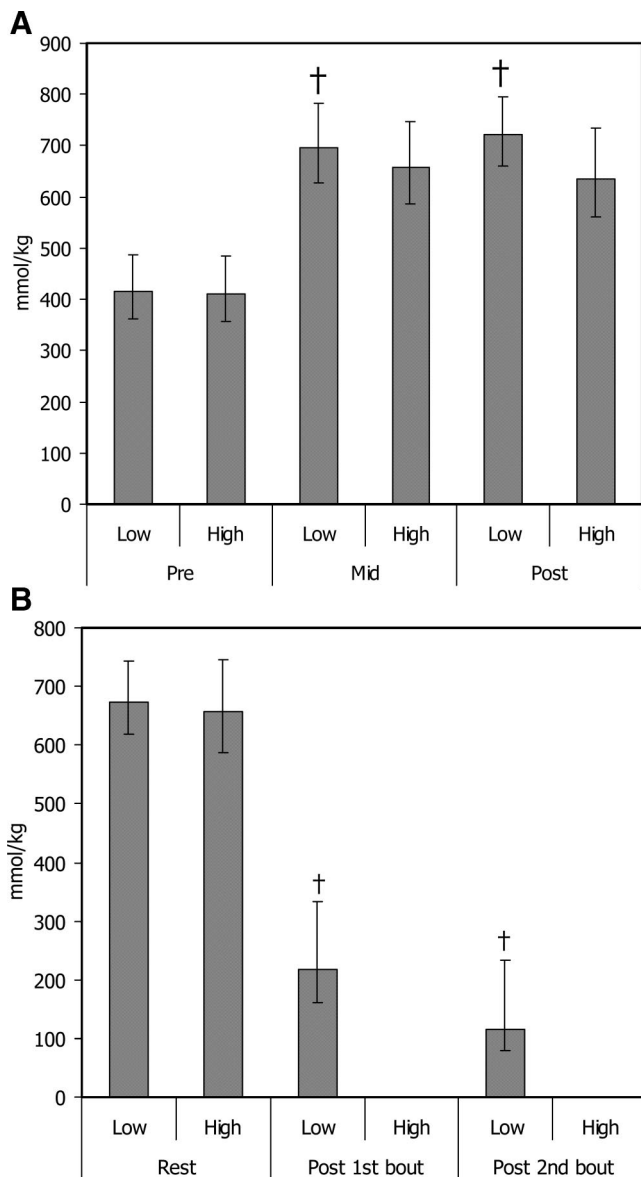 A
900
800
700
600
500
400
300
200
100
0
mmol/kg
† †
Low High Low High Low High
Pre Mid Post
B
800
700
600
500
400
300
200
100
0
mmol/kg
† †
Low High Low High Low High
Rest Post 1st bout Post 2nd bout